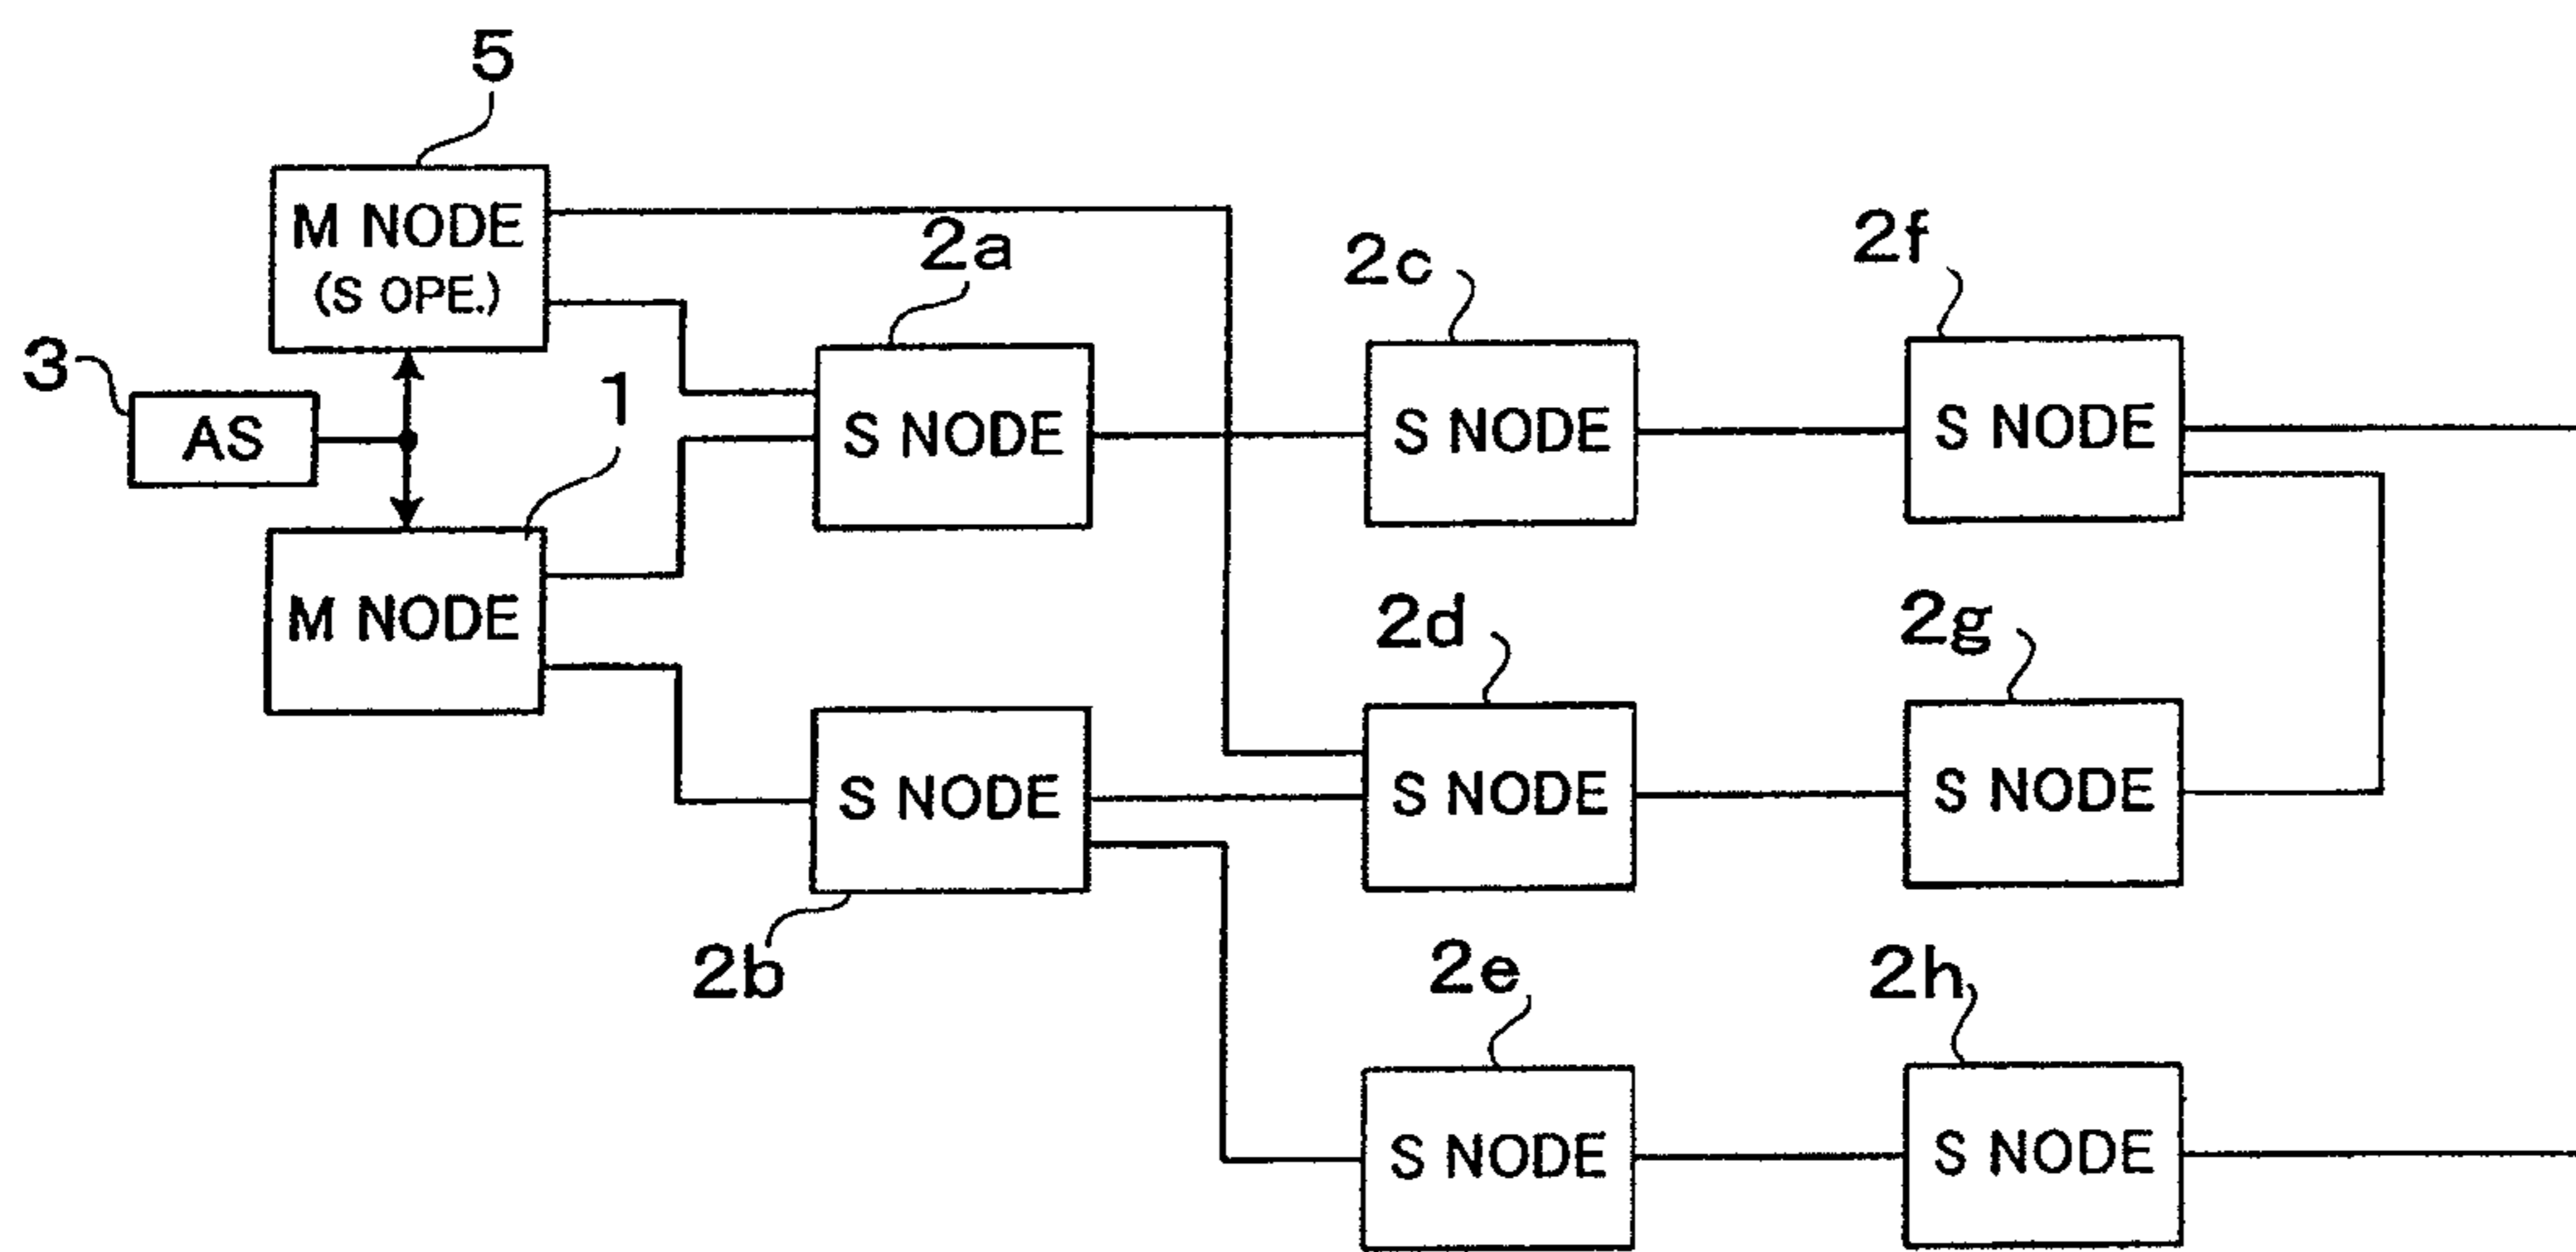 5
M NODE
(S OPE.)
2a
2c
2f
3
AS
1
S NODE
S NODE
S NODE
M NODE
2d
2g
S NODE
S NODE
S NODE
2b
2e
2h
S NODE
S NODE